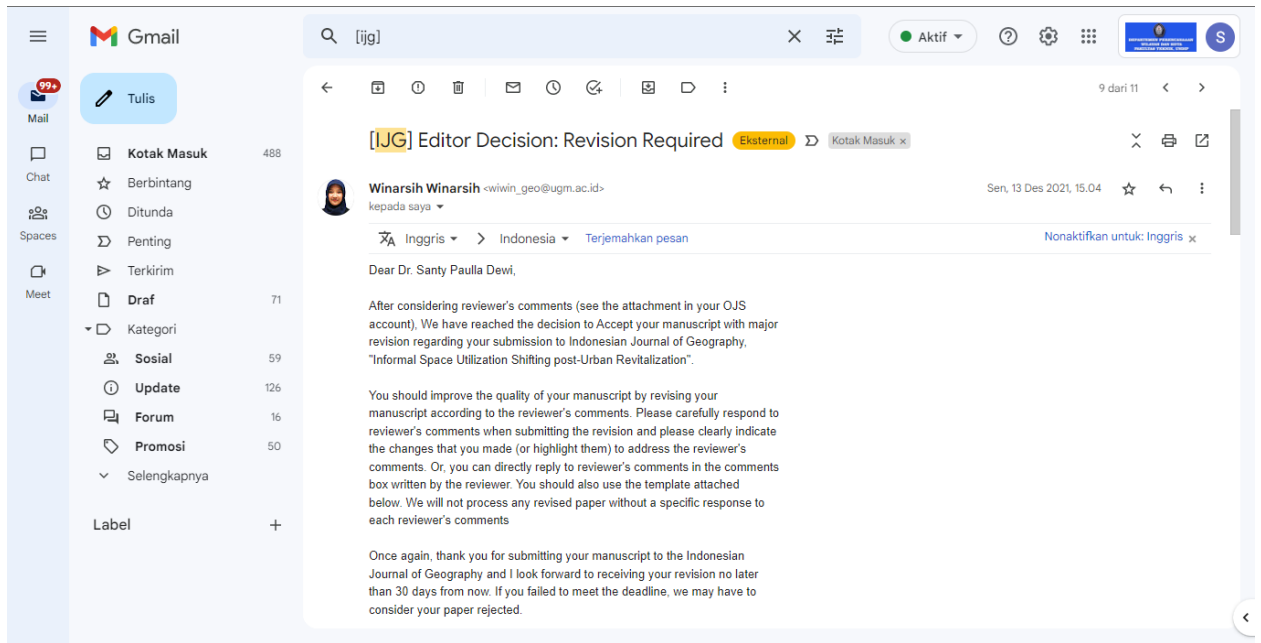 Gmail
[ijg]
Aktif
S
99+
Mail
Chat
Spaces
Meet
Tulis
Kotak Masuk 488
Berbintang
Ditunda
Penting
Terkirim
Draf 71
Kategori
Sosial 59
Update 126
Forum 16
Promosi 50
Selengkapnya
Label
9 dari 11
[IJG] Editor Decision: Revision Required Eksternal Kotak Masuk ×
Winarsih Winarsih <wiwin_geo@ugm.ac.id> Sen, 13 Des 2021, 15.04
kepada saya
Inggris > Indonesia Terjemahkan pesan Nonaktifkan untuk: Inggris ×
Dear Dr. Santy Paulla Dewi,
After considering reviewer's comments (see the attachment in your OJS
account), We have reached the decision to Accept your manuscript with major
revision regarding your submission to Indonesian Journal of Geography,
"Informal Space Utilization Shifting post-Urban Revitalization".
You should improve the quality of your manuscript by revising your
manuscript according to the reviewer's comments. Please carefully respond to
reviewer's comments when submitting the revision and please clearly indicate
the changes that you made (or highlight them) to address the reviewer's
comments. Or, you can directly reply to reviewer's comments in the comments
box written by the reviewer. You should also use the template attached
below. We will not process any revised paper without a specific response to
each reviewer's comments
Once again, thank you for submitting your manuscript to the Indonesian
Journal of Geography and I look forward to receiving your revision no later
than 30 days from now. If you failed to meet the deadline, we may have to
consider your paper rejected.